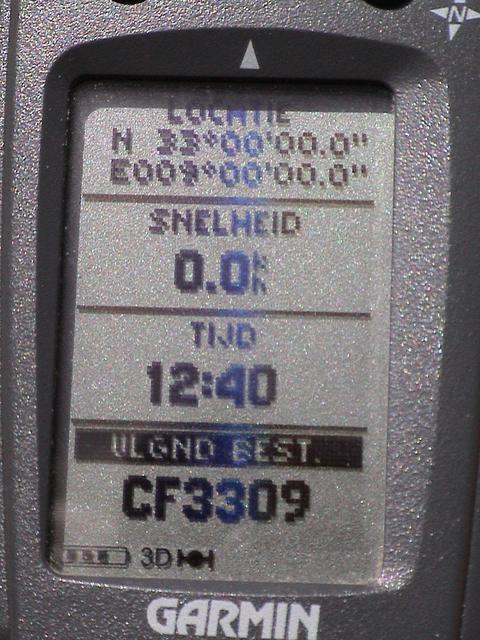 N
LOCATIE
N 33°00'00.0"
E009°00'00.0"
SNELHEID
0.0
TIJD
12:40
VLGND BEST.
CF3309
3D
GARMIN